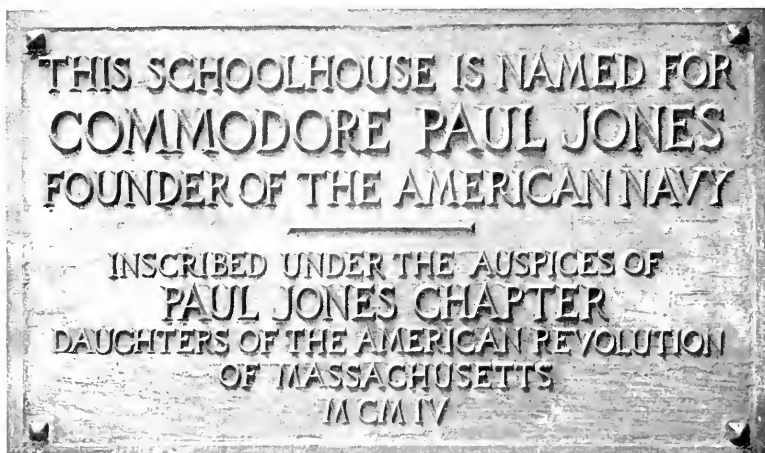 THIS SCHOOLHOUSE IS NAMED FOR
COMMODORE PAUL JONES
FOUNDER OF THE AMERICAN NAVY
INSCRIBED UNDER THE AUSPICES OF
PAUL JONES CHAPTER
DAUGHTERS OF THE AMERICAN REVOLUTION
OF MASSACHUSETTS
MCMIV